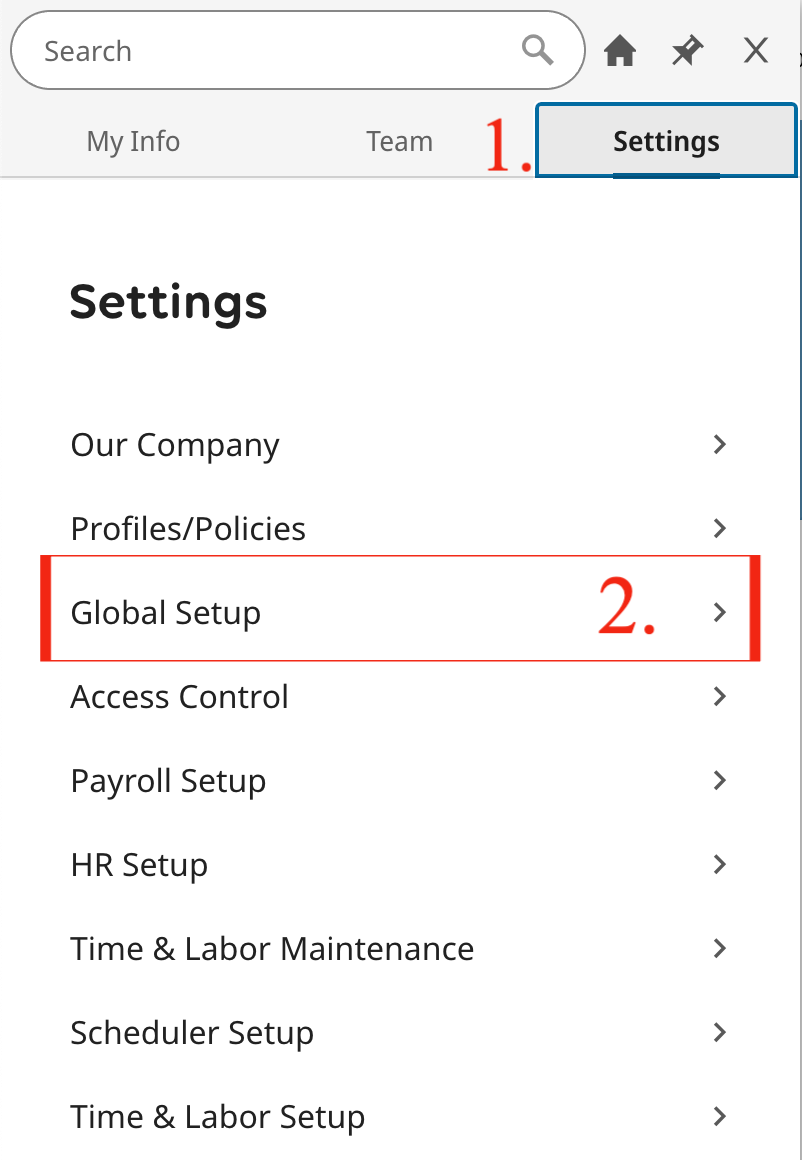 Search
My Info Team 1. Settings
Settings
Our Company
Profiles/Policies
Global Setup 2.
Access Control
Payroll Setup
HR Setup
Time & Labor Maintenance
Scheduler Setup
Time & Labor Setup